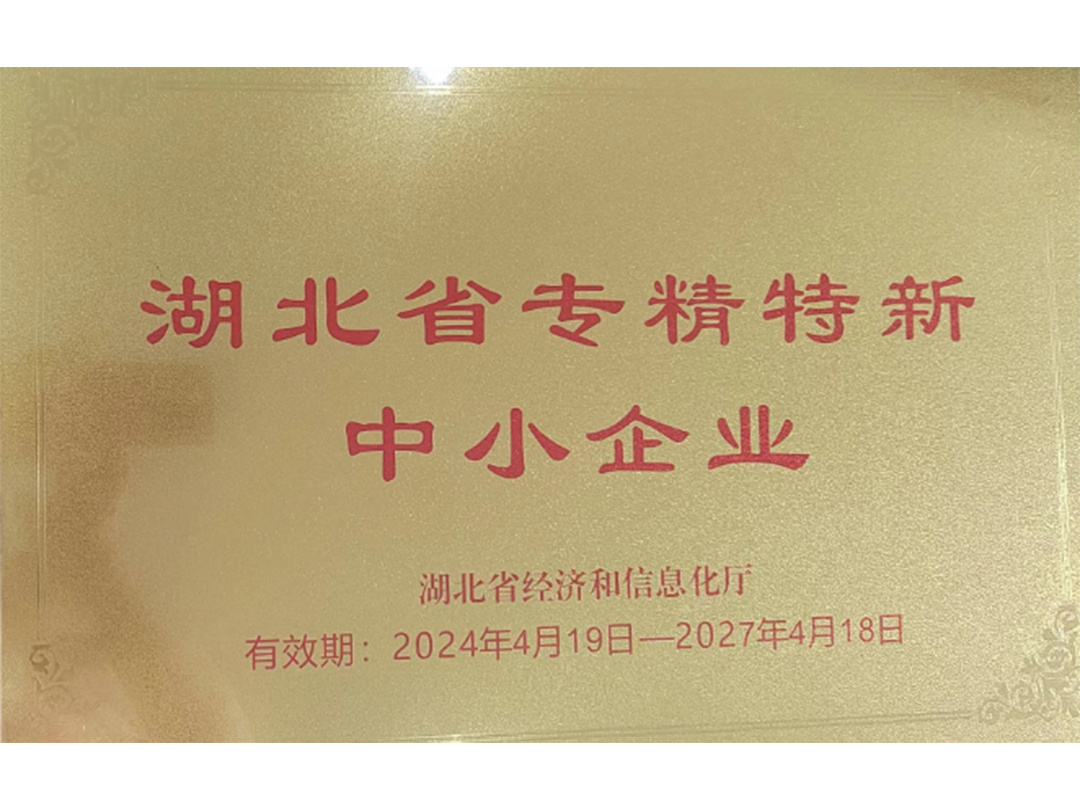 湖北省专精特新
中小企业
湖北省经济和信息化厅
有效期：2024年4月19日—2027年4月18日